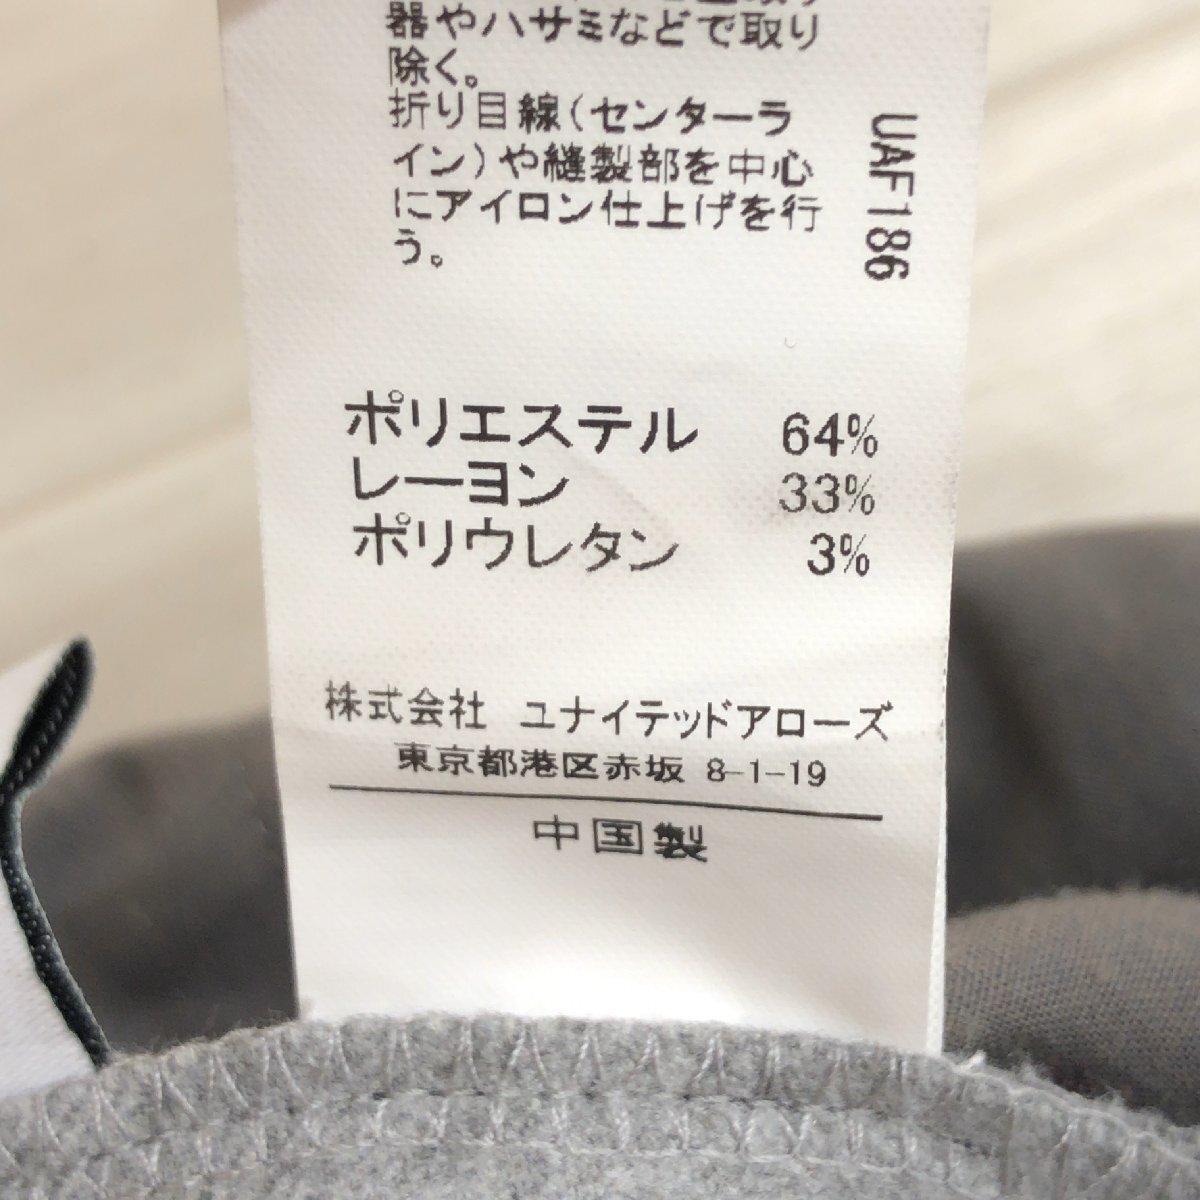 器やハサミなどで取り
除く。
折り目線(センターラ
イン)や縫製部を中心
にアイロン仕上げを行
う。
UAF186
ポリエステル 64%
レーヨン 33%
ポリウレタン 3%
株式会社 ユナイテッドアローズ
東京都港区赤坂 8-1-19
中国製